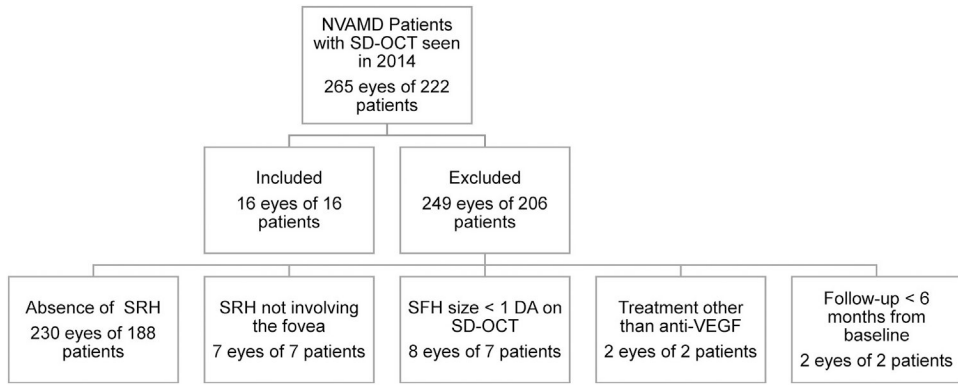 NVAMD Patients
with SD-OCT seen
in 2014
265 eyes of 222
patients
Included
16 eyes of 16
patients
Excluded
249 eyes of 206
patients
Absence of SRH
230 eyes of 188
patients
SRH not involving
the fovea
7 eyes of 7 patients
SFH size < 1 DA on
SD-OCT
8 eyes of 7 patients
Treatment other
than anti-VEGF
2 eyes of 2 patients
Follow-up < 6
months from
baseline
2 eyes of 2 patients